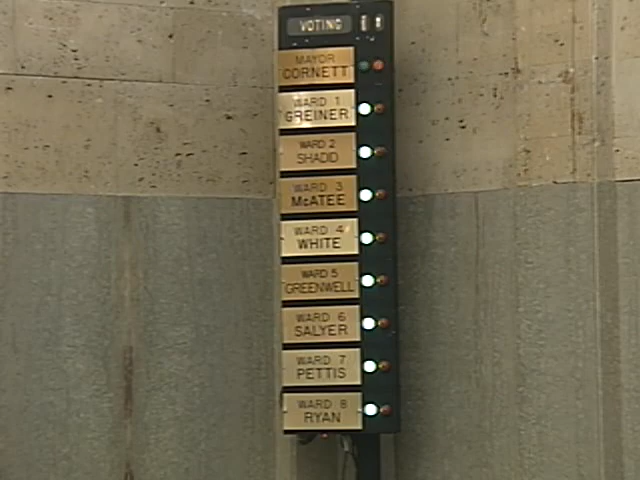 VOTING
MAYOR
CORNETT
WARD 1
GREINER
WARD 2
SHADID
WARD 3
McATEE
WARD 4
WHITE
WARD 5
GREENWELL
WARD 6
SALYER
WARD 7
PETTIS
WARD 8
RYAN